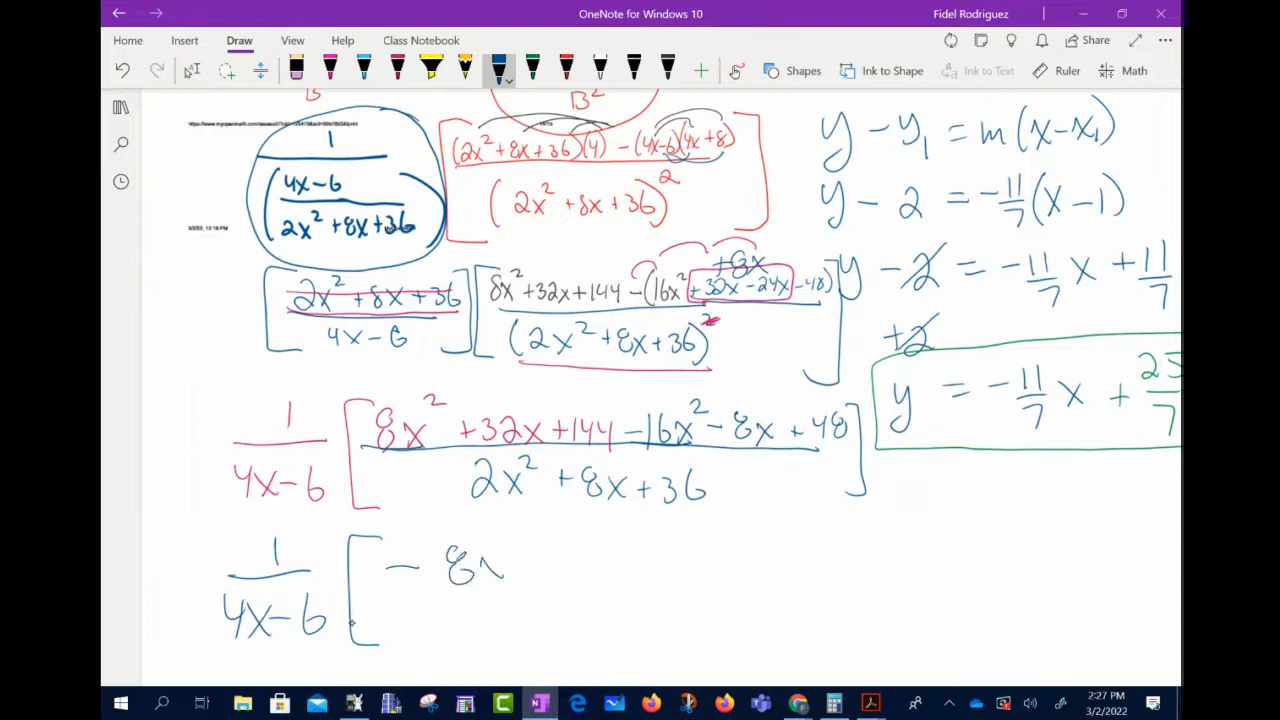 OneNote for Windows 10
Fidel Rodriguez
Home Insert Draw View Help Class Notebook Share
Shapes Ink to Shape Ink to Text Ruler Math
B
B²
1
4x-6
2x²+8x+36
(2x²+8x+36)(4) - (4x-6)(4x+8)
(2x²+8x+36)²
2x²+8x+36
4x-6
+8x
8x²+32x+144-(16x²+32x-24x-48)
(2x²+8x+36)²
1
4x-6
[8x²+32x+144-16x²-8x+48]
2x²+8x+36
1
4x-6
[- 8
y-y₁=m(x-x₁)
y-2=-11/7(x-1)
y-2=-11/7x+11/7
+2
y=-11/7x+25/7
2:27 PM
3/2/2022